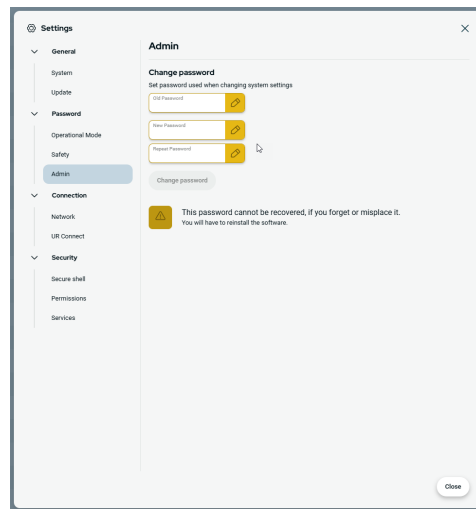 Settings
General
System
Update
Password
Operational Mode
Safety
Admin
Connection
Network
UR Connect
Security
Secure shell
Permissions
Services
Admin
Change password
Set password used when changing system settings
Old Password
New Password
Repeat Password
Change password
This password cannot be recovered, if you forget or misplace it.
You will have to reinstall the software.
Close